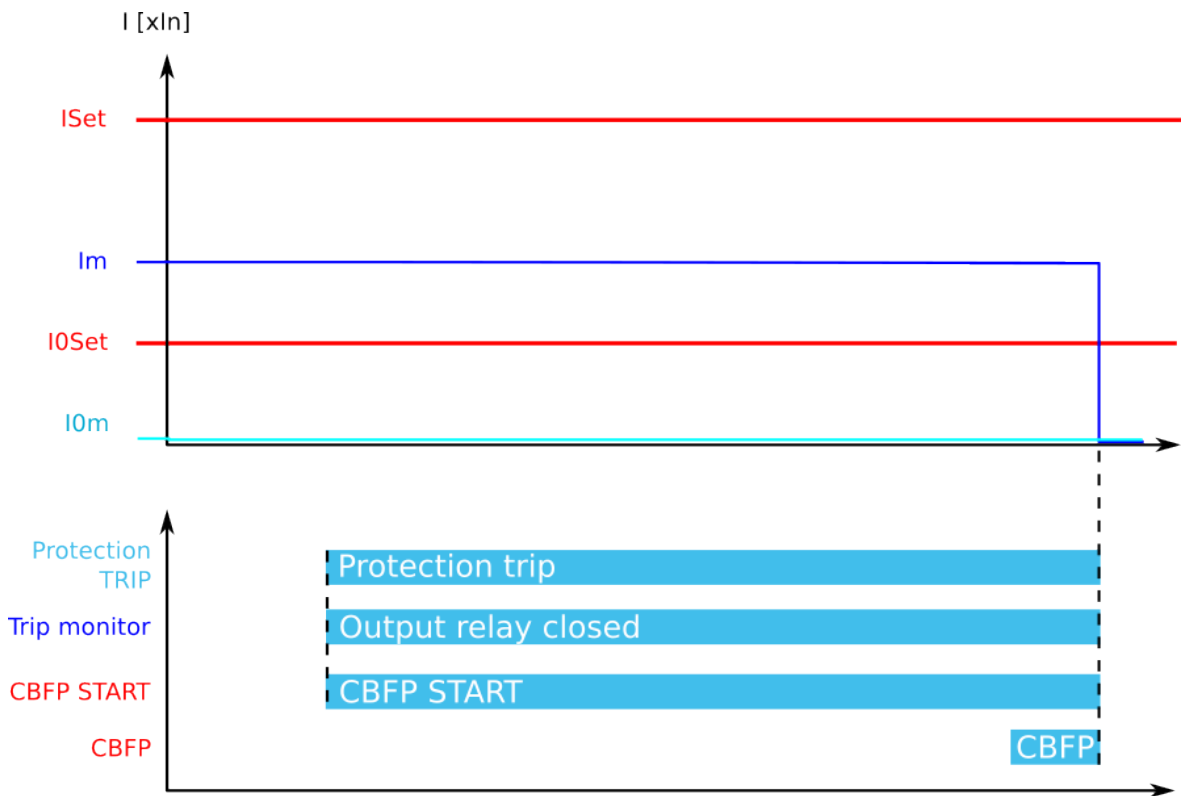 I [xIn]
ISet
Im
I0Set
I0m
Protection
TRIP
Protection trip
Trip monitor
Output relay closed
CBFP START
CBFP START
CBFP
CBFP